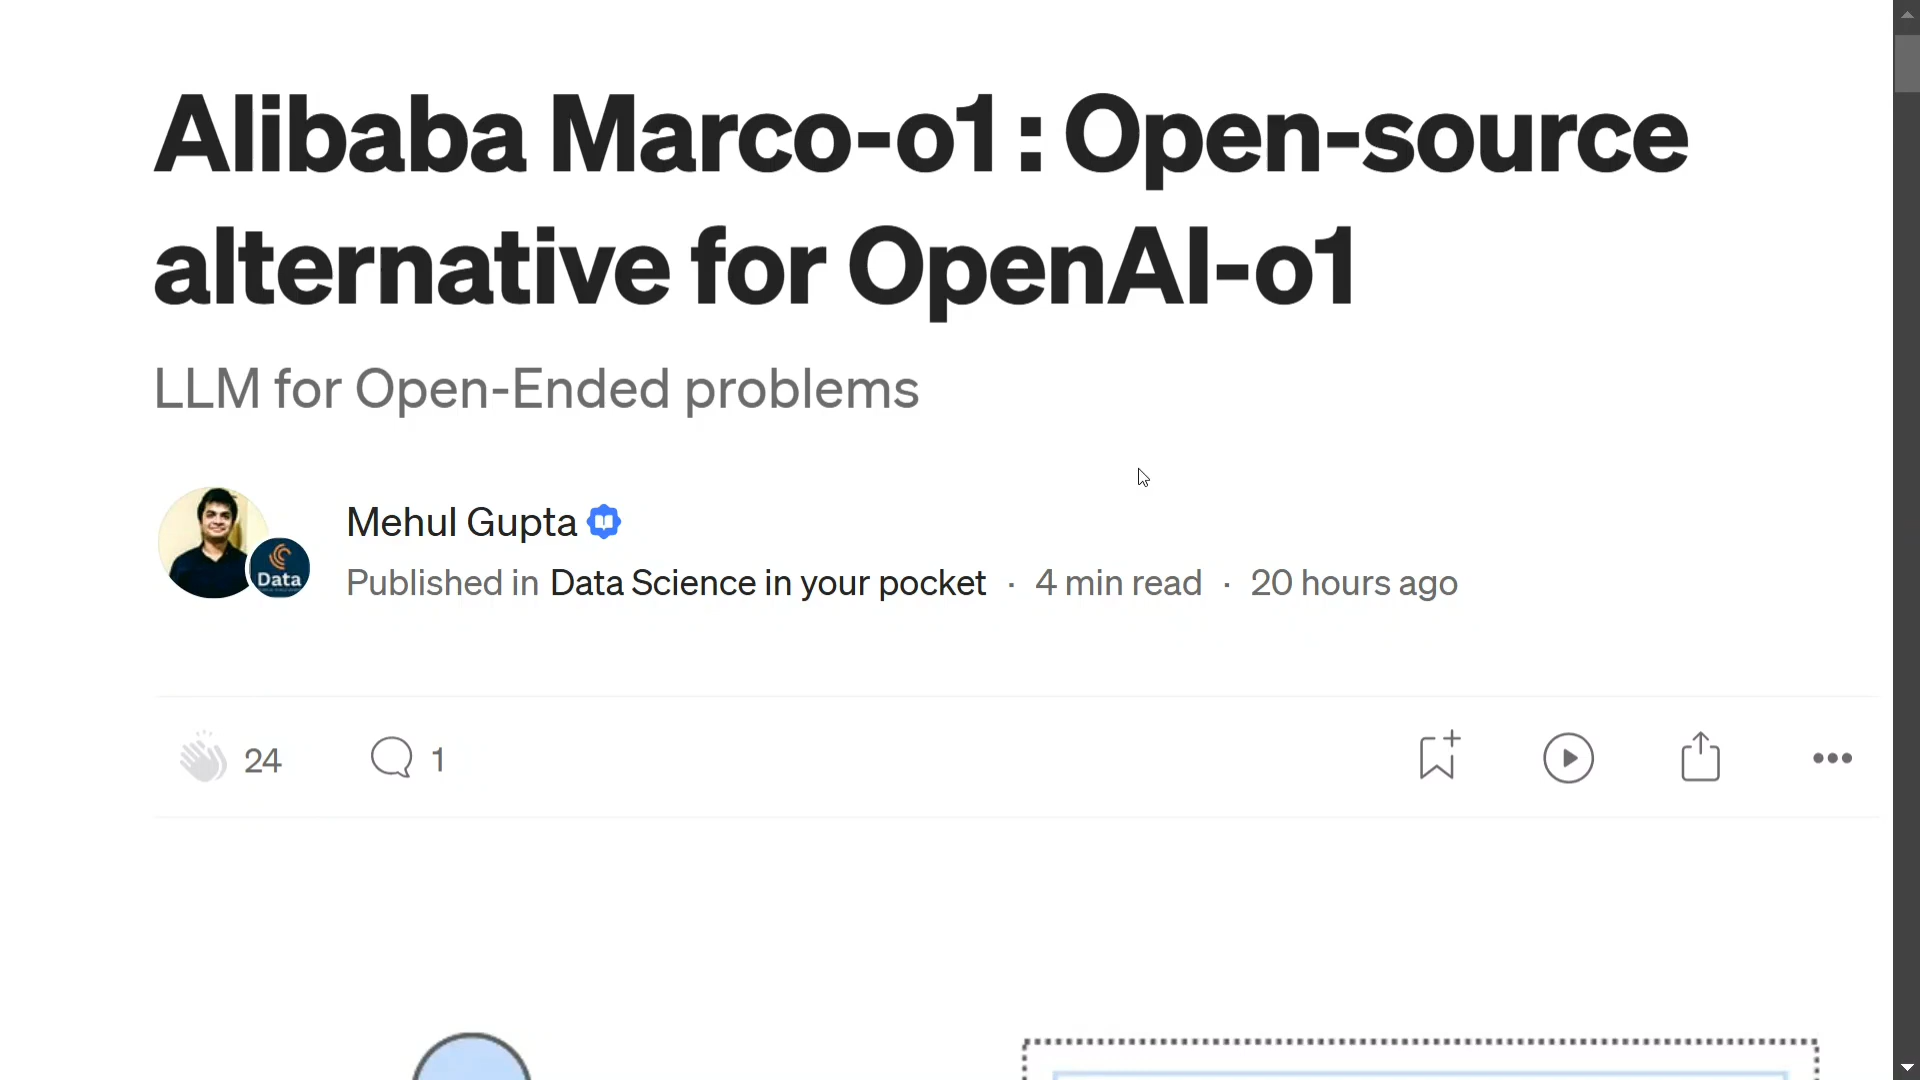 Alibaba Marco-o1 : Open-source
alternative for OpenAI-o1
LLM for Open-Ended problems
Mehul Gupta
Data
Published in Data Science in your pocket · 4 min read · 20 hours ago
24 1